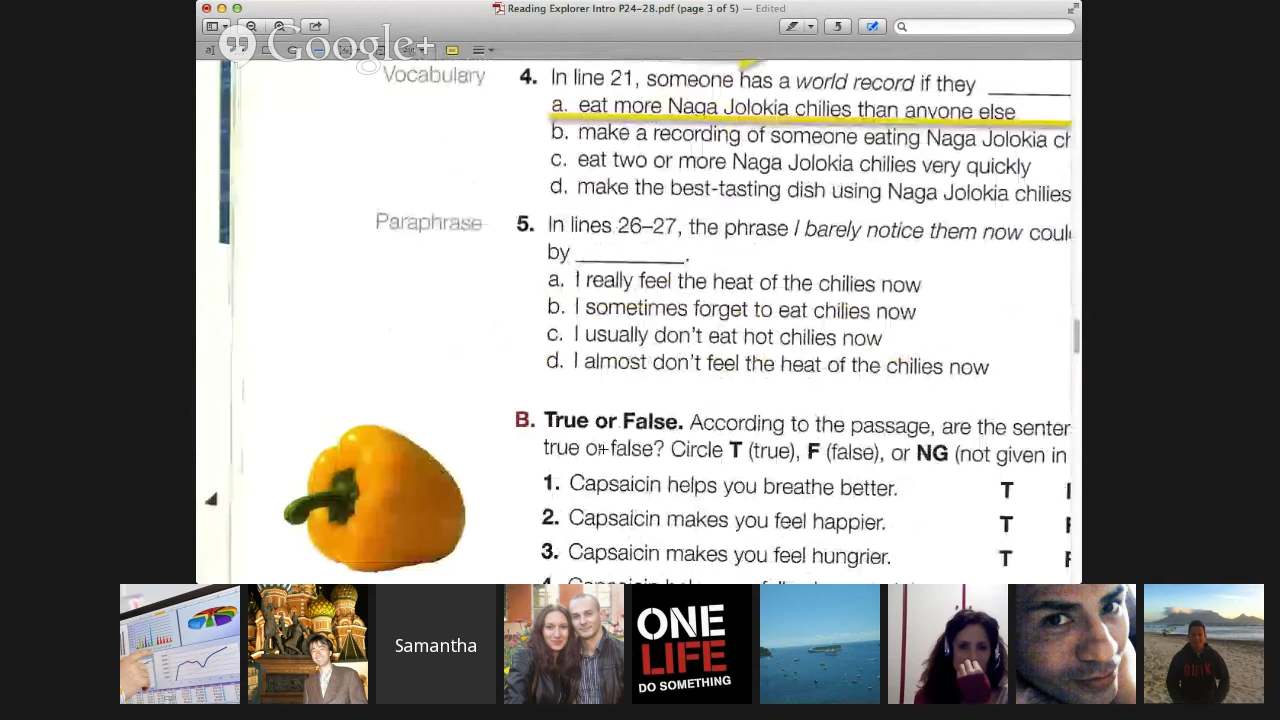 Reading Explorer Intro P24-28.pdf (page 3 of 5) — Edited
Google+
Vocabulary
4. In line 21, someone has a world record if they ________
a. eat more Naga Jolokia chilies than anyone else
b. make a recording of someone eating Naga Jolokia ch
c. eat two or more Naga Jolokia chilies very quickly
d. make the best-tasting dish using Naga Jolokia chilies
Paraphrase
5. In lines 26–27, the phrase I barely notice them now coul
by ________.
a. I really feel the heat of the chilies now
b. I sometimes forget to eat chilies now
c. I usually don't eat hot chilies now
d. I almost don't feel the heat of the chilies now
B. True or False. According to the passage, are the senten
true or false? Circle T (true), F (false), or NG (not given in
1. Capsaicin helps you breathe better. T
2. Capsaicin makes you feel happier. T
3. Capsaicin makes you feel hungrier. T
Samantha
ONE
LIFE
DO SOMETHING